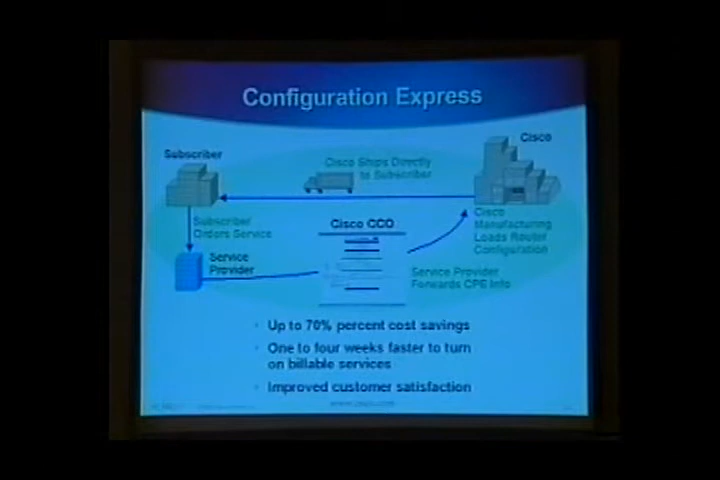 Configuration Express
Subscriber
Cisco
Cisco Ships Directly
to Subscriber
Subscriber
Orders Service
Cisco CCO
Cisco
Manufacturing
Loads Router
Configuration
Service
Provider
Service Provider
Forwards CPE Info
Up to 70% percent cost savings
One to four weeks faster to turn
on billable services
Improved customer satisfaction
www.cisco.com